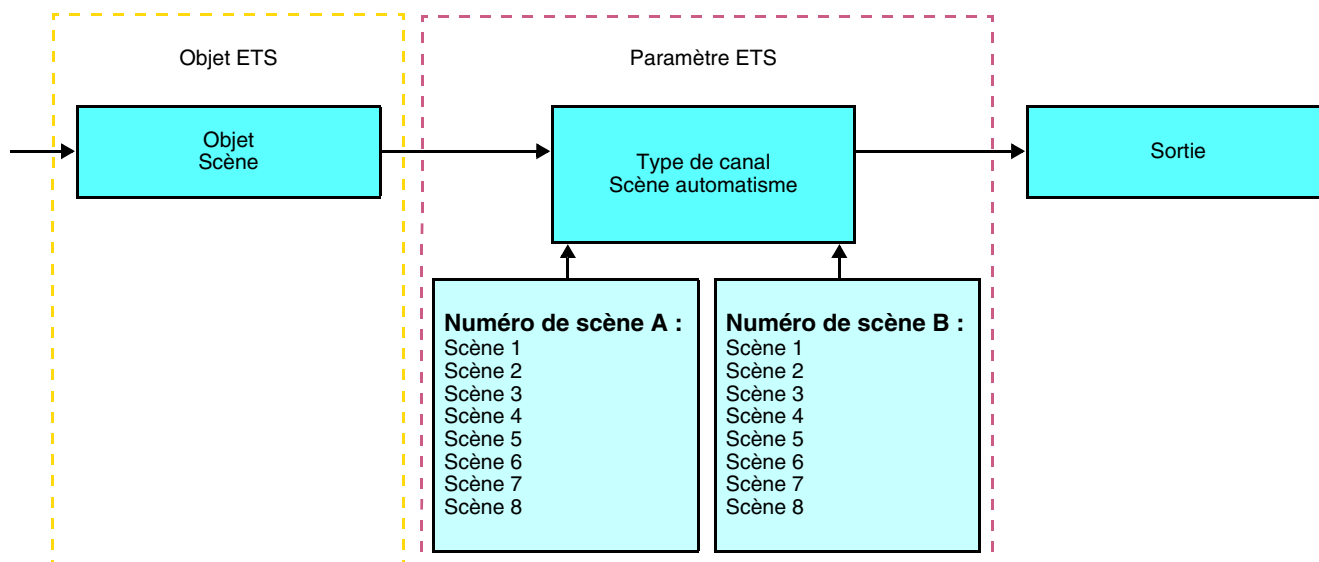 Objet ETS
Paramètre ETS
Objet
Scène
Type de canal
Scène automatisme
Sortie
Numéro de scène A :
Scène 1
Scène 2
Scène 3
Scène 4
Scène 5
Scène 6
Scène 7
Scène 8
Numéro de scène B :
Scène 1
Scène 2
Scène 3
Scène 4
Scène 5
Scène 6
Scène 7
Scène 8